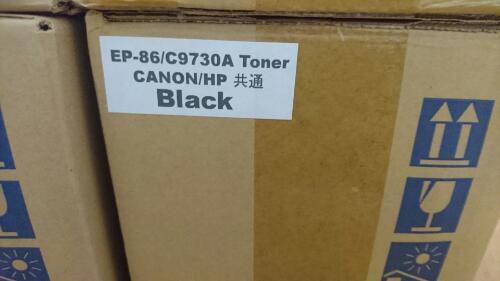 EP-86/C9730A Toner
CANON/HP 共通
Black